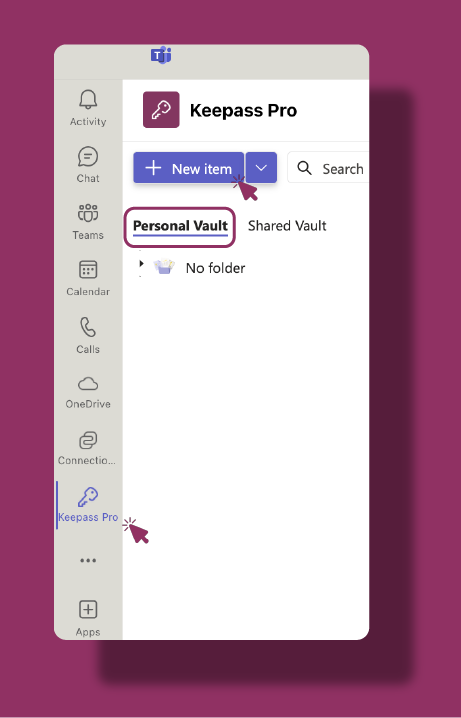 Keepass Pro
Activity
New item
Search
Chat
Personal Vault
Shared Vault
Teams
No folder
Calendar
Calls
OneDrive
Connectio...
Keepass Pro
Apps